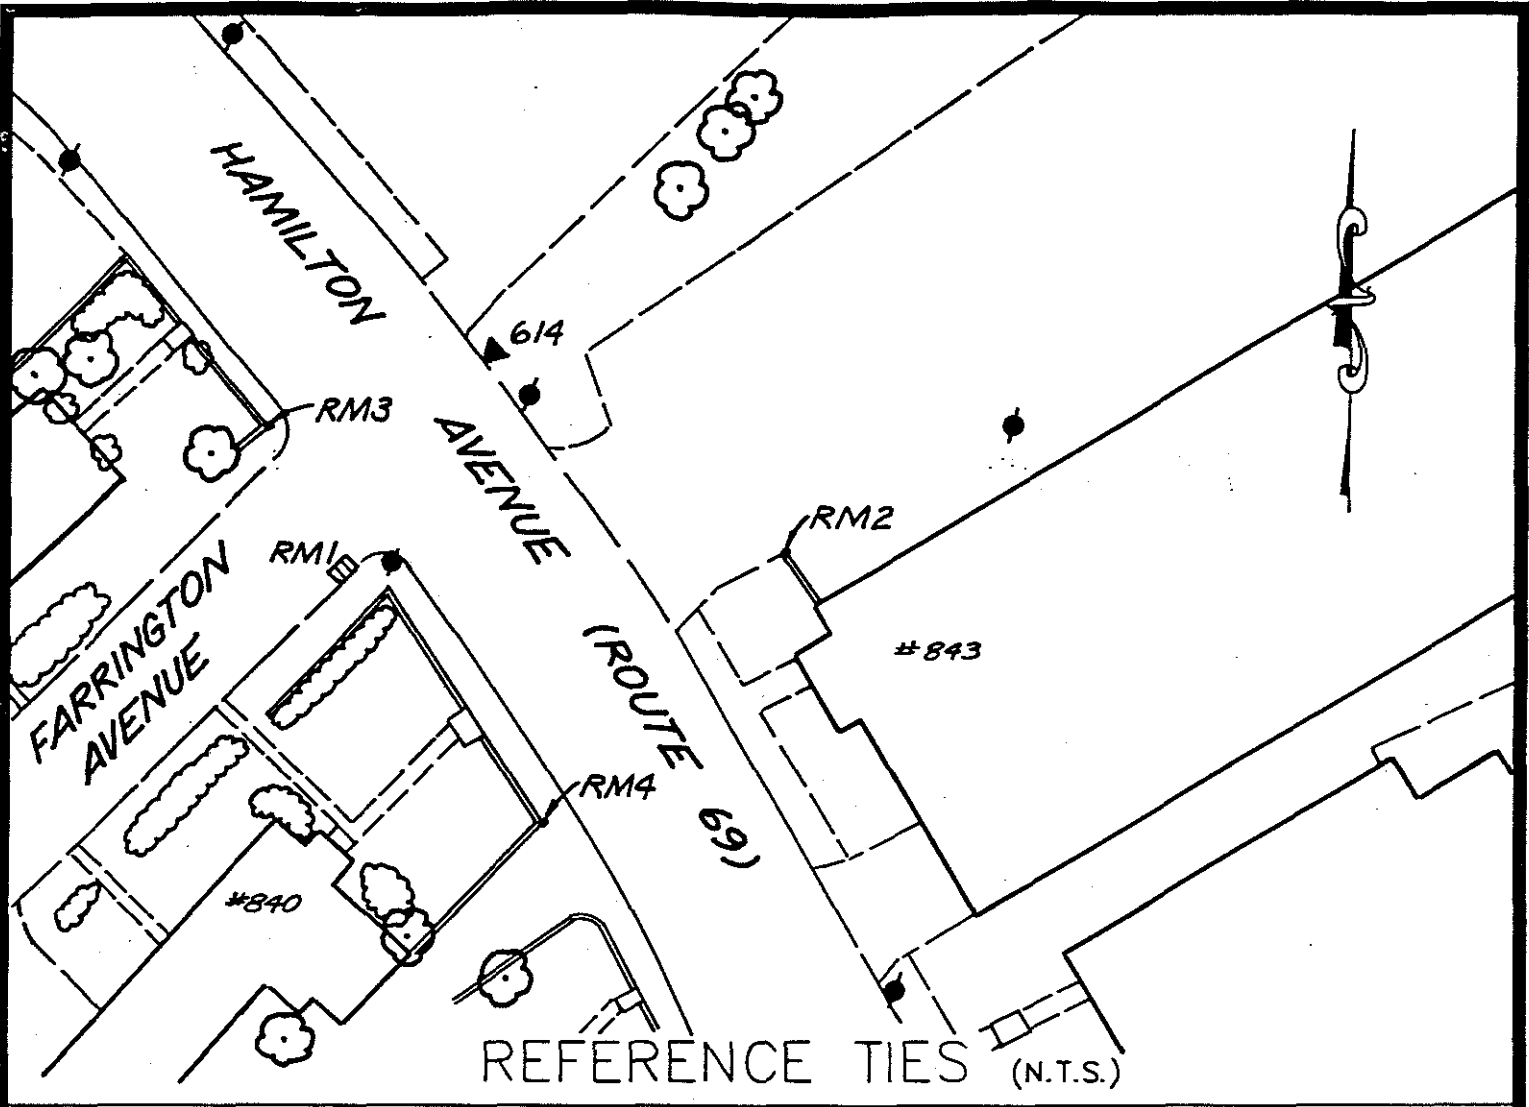 HAMILTON
614
RM3
AVENUE
RM2
RM1
FARRINGTON
AVENUE
(ROUTE 69)
#843
RM4
#840
REFERENCE TIES (N.T.S.)